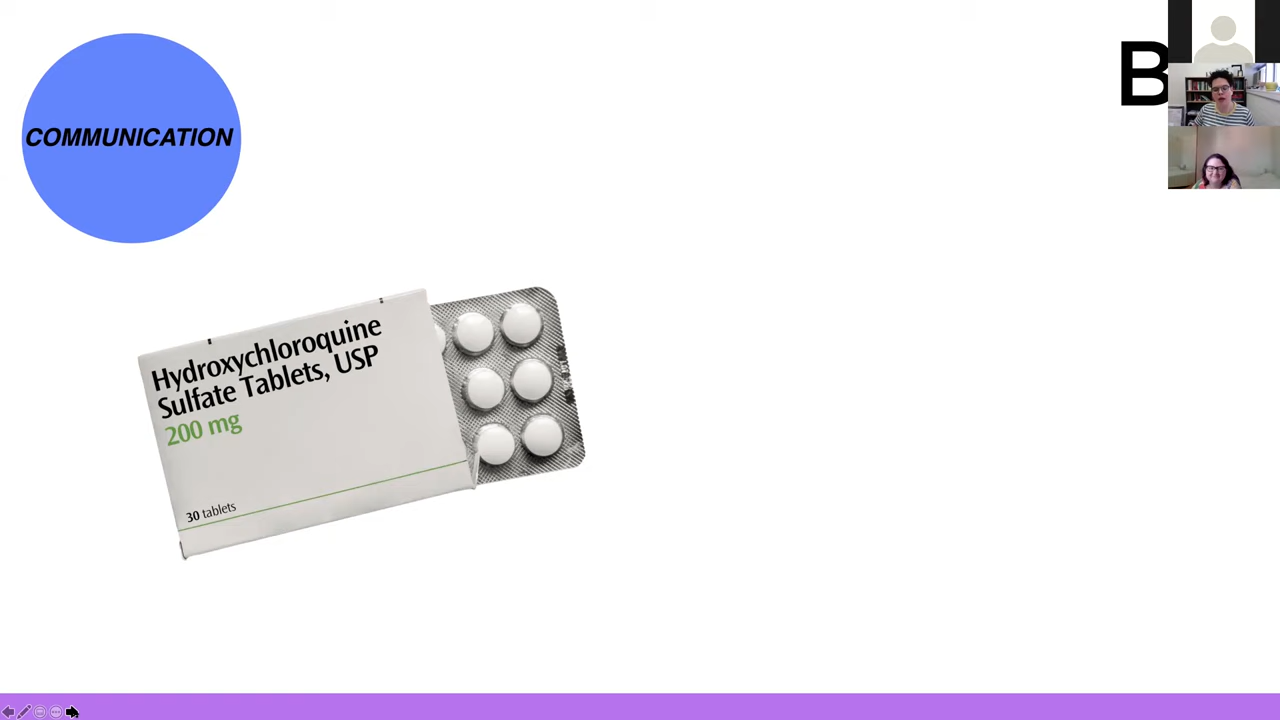 COMMUNICATION
B
Hydroxychloroquine
Sulfate Tablets, USP
200 mg
30 tablets